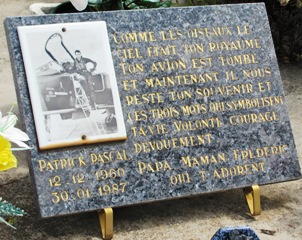 COMME LES OISEAUX LE
CIEL ETAIT TON ROYAUME
TON AVION EST TOMBÉ
ET MAINTENANT IL NOUS
RESTE TON SOUVENIR ET
CES TROIS MOTS QUI SYMBOLISENT
TA VIE VOLONTÉ COURAGE
DÉVOUEMENT
PATRICK PASCAL
12.12.1960
30.01.1987
PAPA MAMAN FREDERIC
QUI T'ADORENT